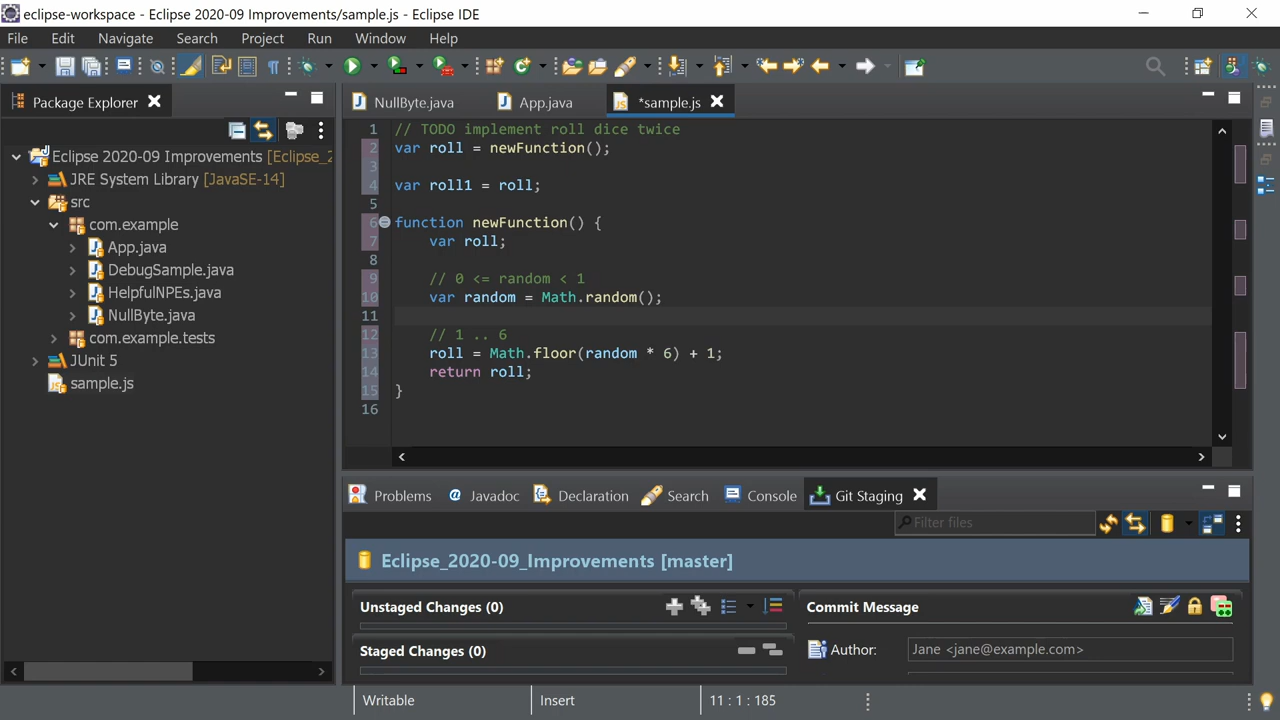 eclipse-workspace - Eclipse 2020-09 Improvements/sample.js - Eclipse IDE
File Edit Navigate Search Project Run Window Help
Package Explorer
NullByte.java App.java *sample.js
Eclipse 2020-09 Improvements [Eclipse_2
JRE System Library [JavaSE-14]
src
com.example
App.java
DebugSample.java
HelpfulNPEs.java
NullByte.java
com.example.tests
JUnit 5
sample.js
1 // TODO implement roll dice twice
2 var roll = newFunction();
3
4 var roll1 = roll;
5
6 function newFunction() {
7 var roll;
8
9 // 0 <= random < 1
10 var random = Math.random();
11
12 // 1 .. 6
13 roll = Math.floor(random * 6) + 1;
14 return roll;
15 }
16
Problems @ Javadoc Declaration Search Console Git Staging
Filter files
Eclipse_2020-09_Improvements [master]
Unstaged Changes (0)
Staged Changes (0)
Commit Message
Author: Jane <jane@example.com>
Writable Insert 11 : 1 : 185